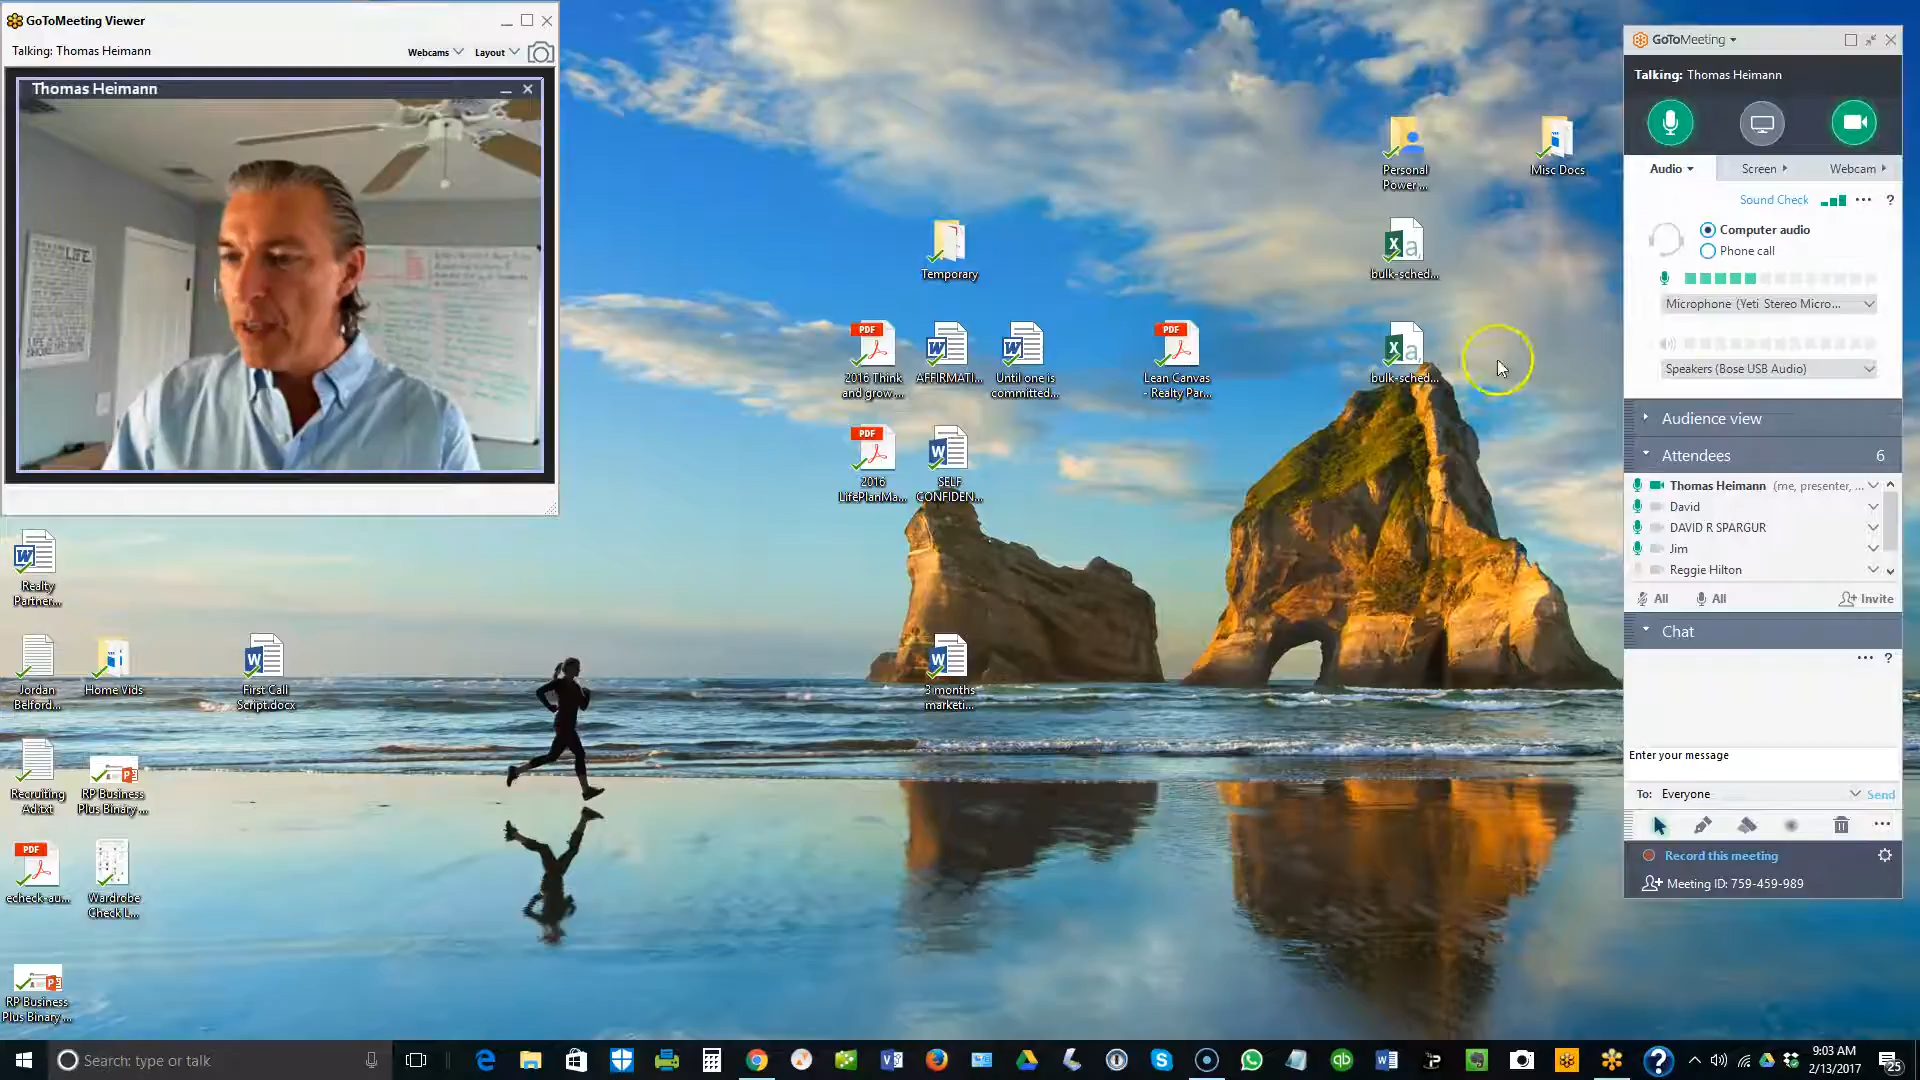 GoToMeeting Viewer
Talking: Thomas Heimann
Webcams
Layout
Thomas Heimann
LIFE.
Personal
Power ...
Misc Docs
Temporary
bulk-sched...
2016 Think
and grow...
AFFIRMATI...
Until one is
committed...
Lean Canvas
- Realty Par...
bulk-sched...
2016
LifePlanMa...
SELF
CONFIDEN...
Realty
Partner...
Jordan
Belford...
Home Vids
First Call
Script.docx
3 months
marketi...
Recruiting
Ad.txt
RP Business
Plus Binary ...
echeck-au...
Wardrobe
Check L...
RP Business
Plus Binary ...
GoToMeeting
Talking: Thomas Heimann
Audio
Screen
Webcam
Sound Check
?
Computer audio
Phone call
Microphone (Yeti Stereo Micro...
Speakers (Bose USB Audio)
Audience view
Attendees 6
Thomas Heimann (me, presenter, ...
David
DAVID R SPARGUR
Jim
Reggie Hilton
All
All
Invite
Chat
?
Enter your message
To: Everyone
Send
Record this meeting
Meeting ID: 759-459-989
Search: type or talk
9:03 AM
2/13/2017
25